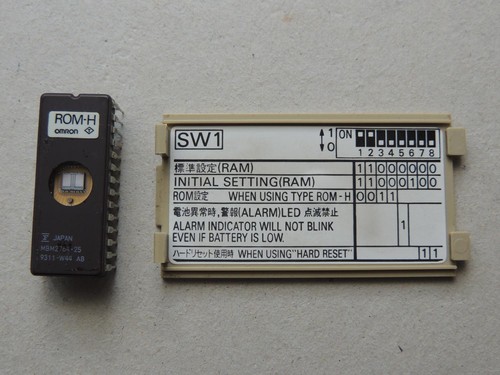 ROM-H
OMRON
JAPAN
SW1
1
0
ON
1 2 3 4 5 6 7 8
標準設定(RAM) 1 1 0 0 0 0 0 0
INITIAL SETTING(RAM) 1 1 0 0 0 1 0 0
ROM設定 WHEN USING TYPE ROM-H 0 0 1 1
電池異常時,警報(ALARM)LED 点滅禁止
ALARM INDICATOR WILL NOT BLINK 1
EVEN IF BATTERY IS LOW.
ハードリセット使用時 WHEN USING"HARD RESET" 1 1